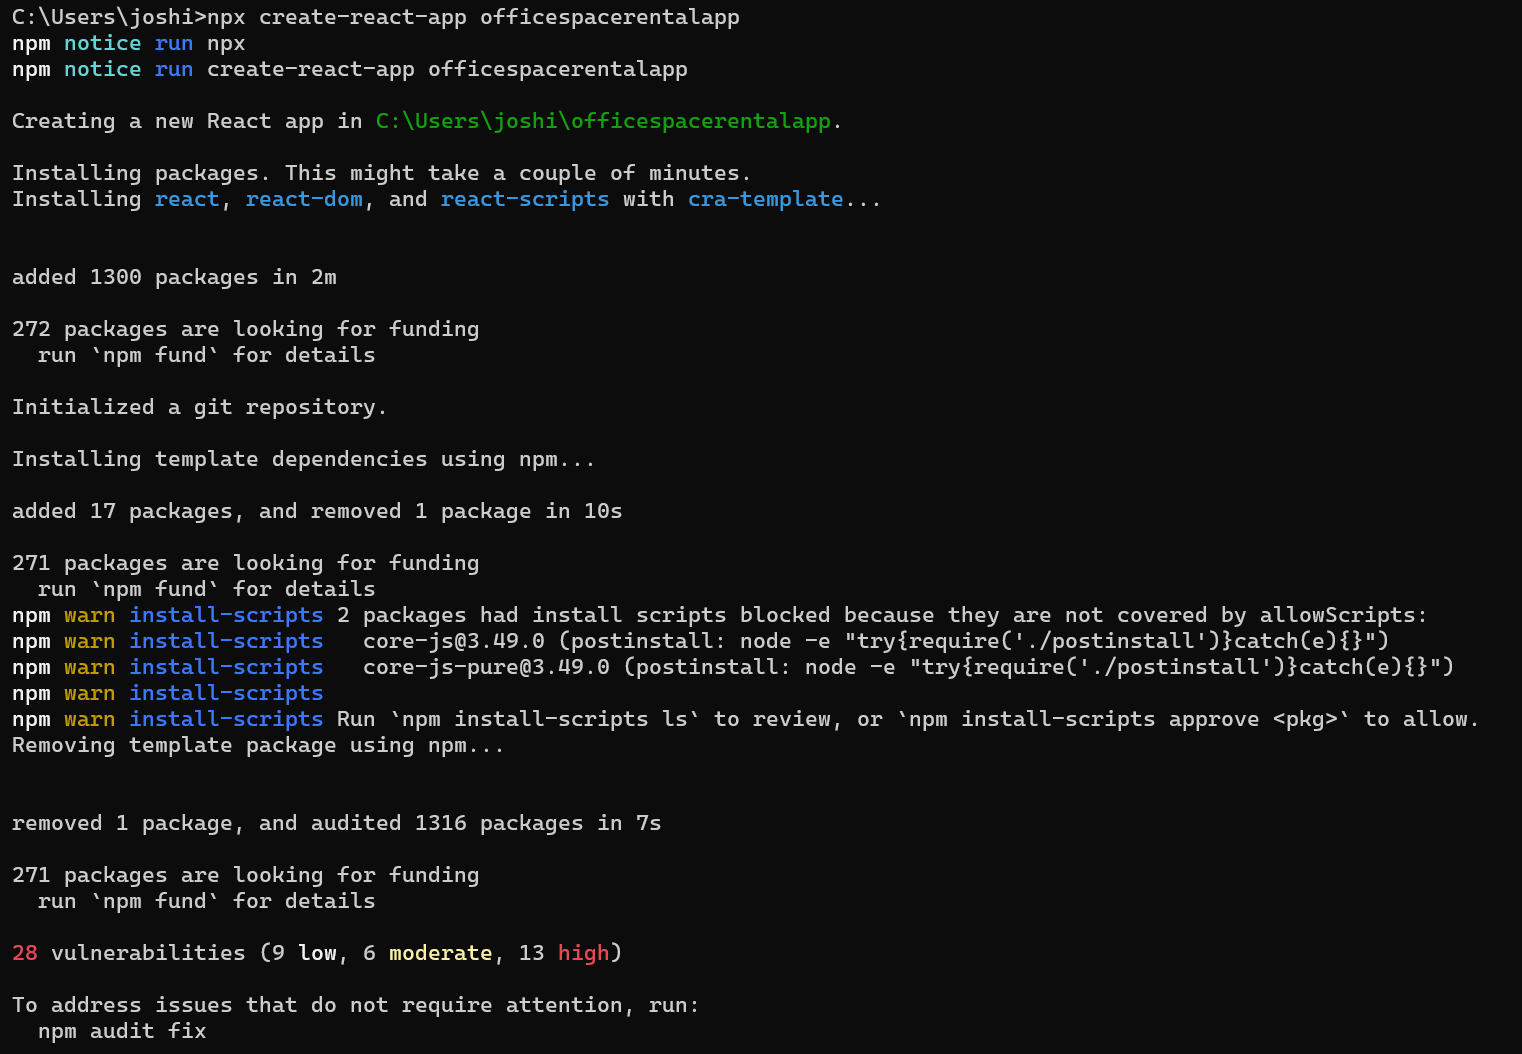 C:\Users\joshi>npx create-react-app officespacerentalapp
npm notice run npx
npm notice run create-react-app officespacerentalapp
Creating a new React app in C:\Users\joshi\officespacerentalapp.
Installing packages. This might take a couple of minutes.
Installing react, react-dom, and react-scripts with cra-template...
added 1300 packages in 2m
272 packages are looking for funding
  run `npm fund` for details
Initialized a git repository.
Installing template dependencies using npm...
added 17 packages, and removed 1 package in 10s
271 packages are looking for funding
  run `npm fund` for details
npm warn install-scripts 2 packages had install scripts blocked because they are not covered by allowScripts:
npm warn install-scripts   core-js@3.49.0 (postinstall: node -e "try{require('./postinstall')}catch(e){}")
npm warn install-scripts   core-js-pure@3.49.0 (postinstall: node -e "try{require('./postinstall')}catch(e){}")
npm warn install-scripts
npm warn install-scripts Run `npm install-scripts ls` to review, or `npm install-scripts approve <pkg>` to allow.
Removing template package using npm...
removed 1 package, and audited 1316 packages in 7s
271 packages are looking for funding
  run `npm fund` for details
28 vulnerabilities (9 low, 6 moderate, 13 high)
To address issues that do not require attention, run:
  npm audit fix